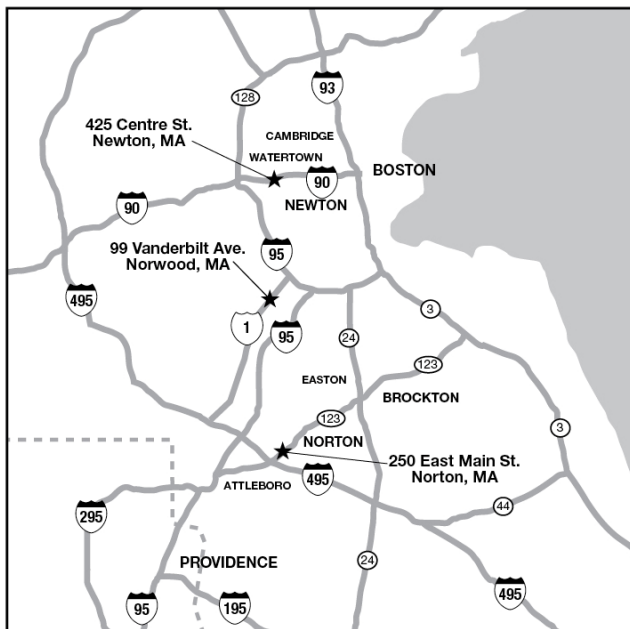 93
128
425 Centre St.
Newton, MA
CAMBRIDGE
WATERTOWN
BOSTON
90
90
NEWTON
99 Vanderbilt Ave.
Norwood, MA
95
495
3
1
95
24
123
EASTON
BROCKTON
123
3
NORTON
250 East Main St.
Norton, MA
ATTLEBORO
495
295
44
24
PROVIDENCE
495
95
195